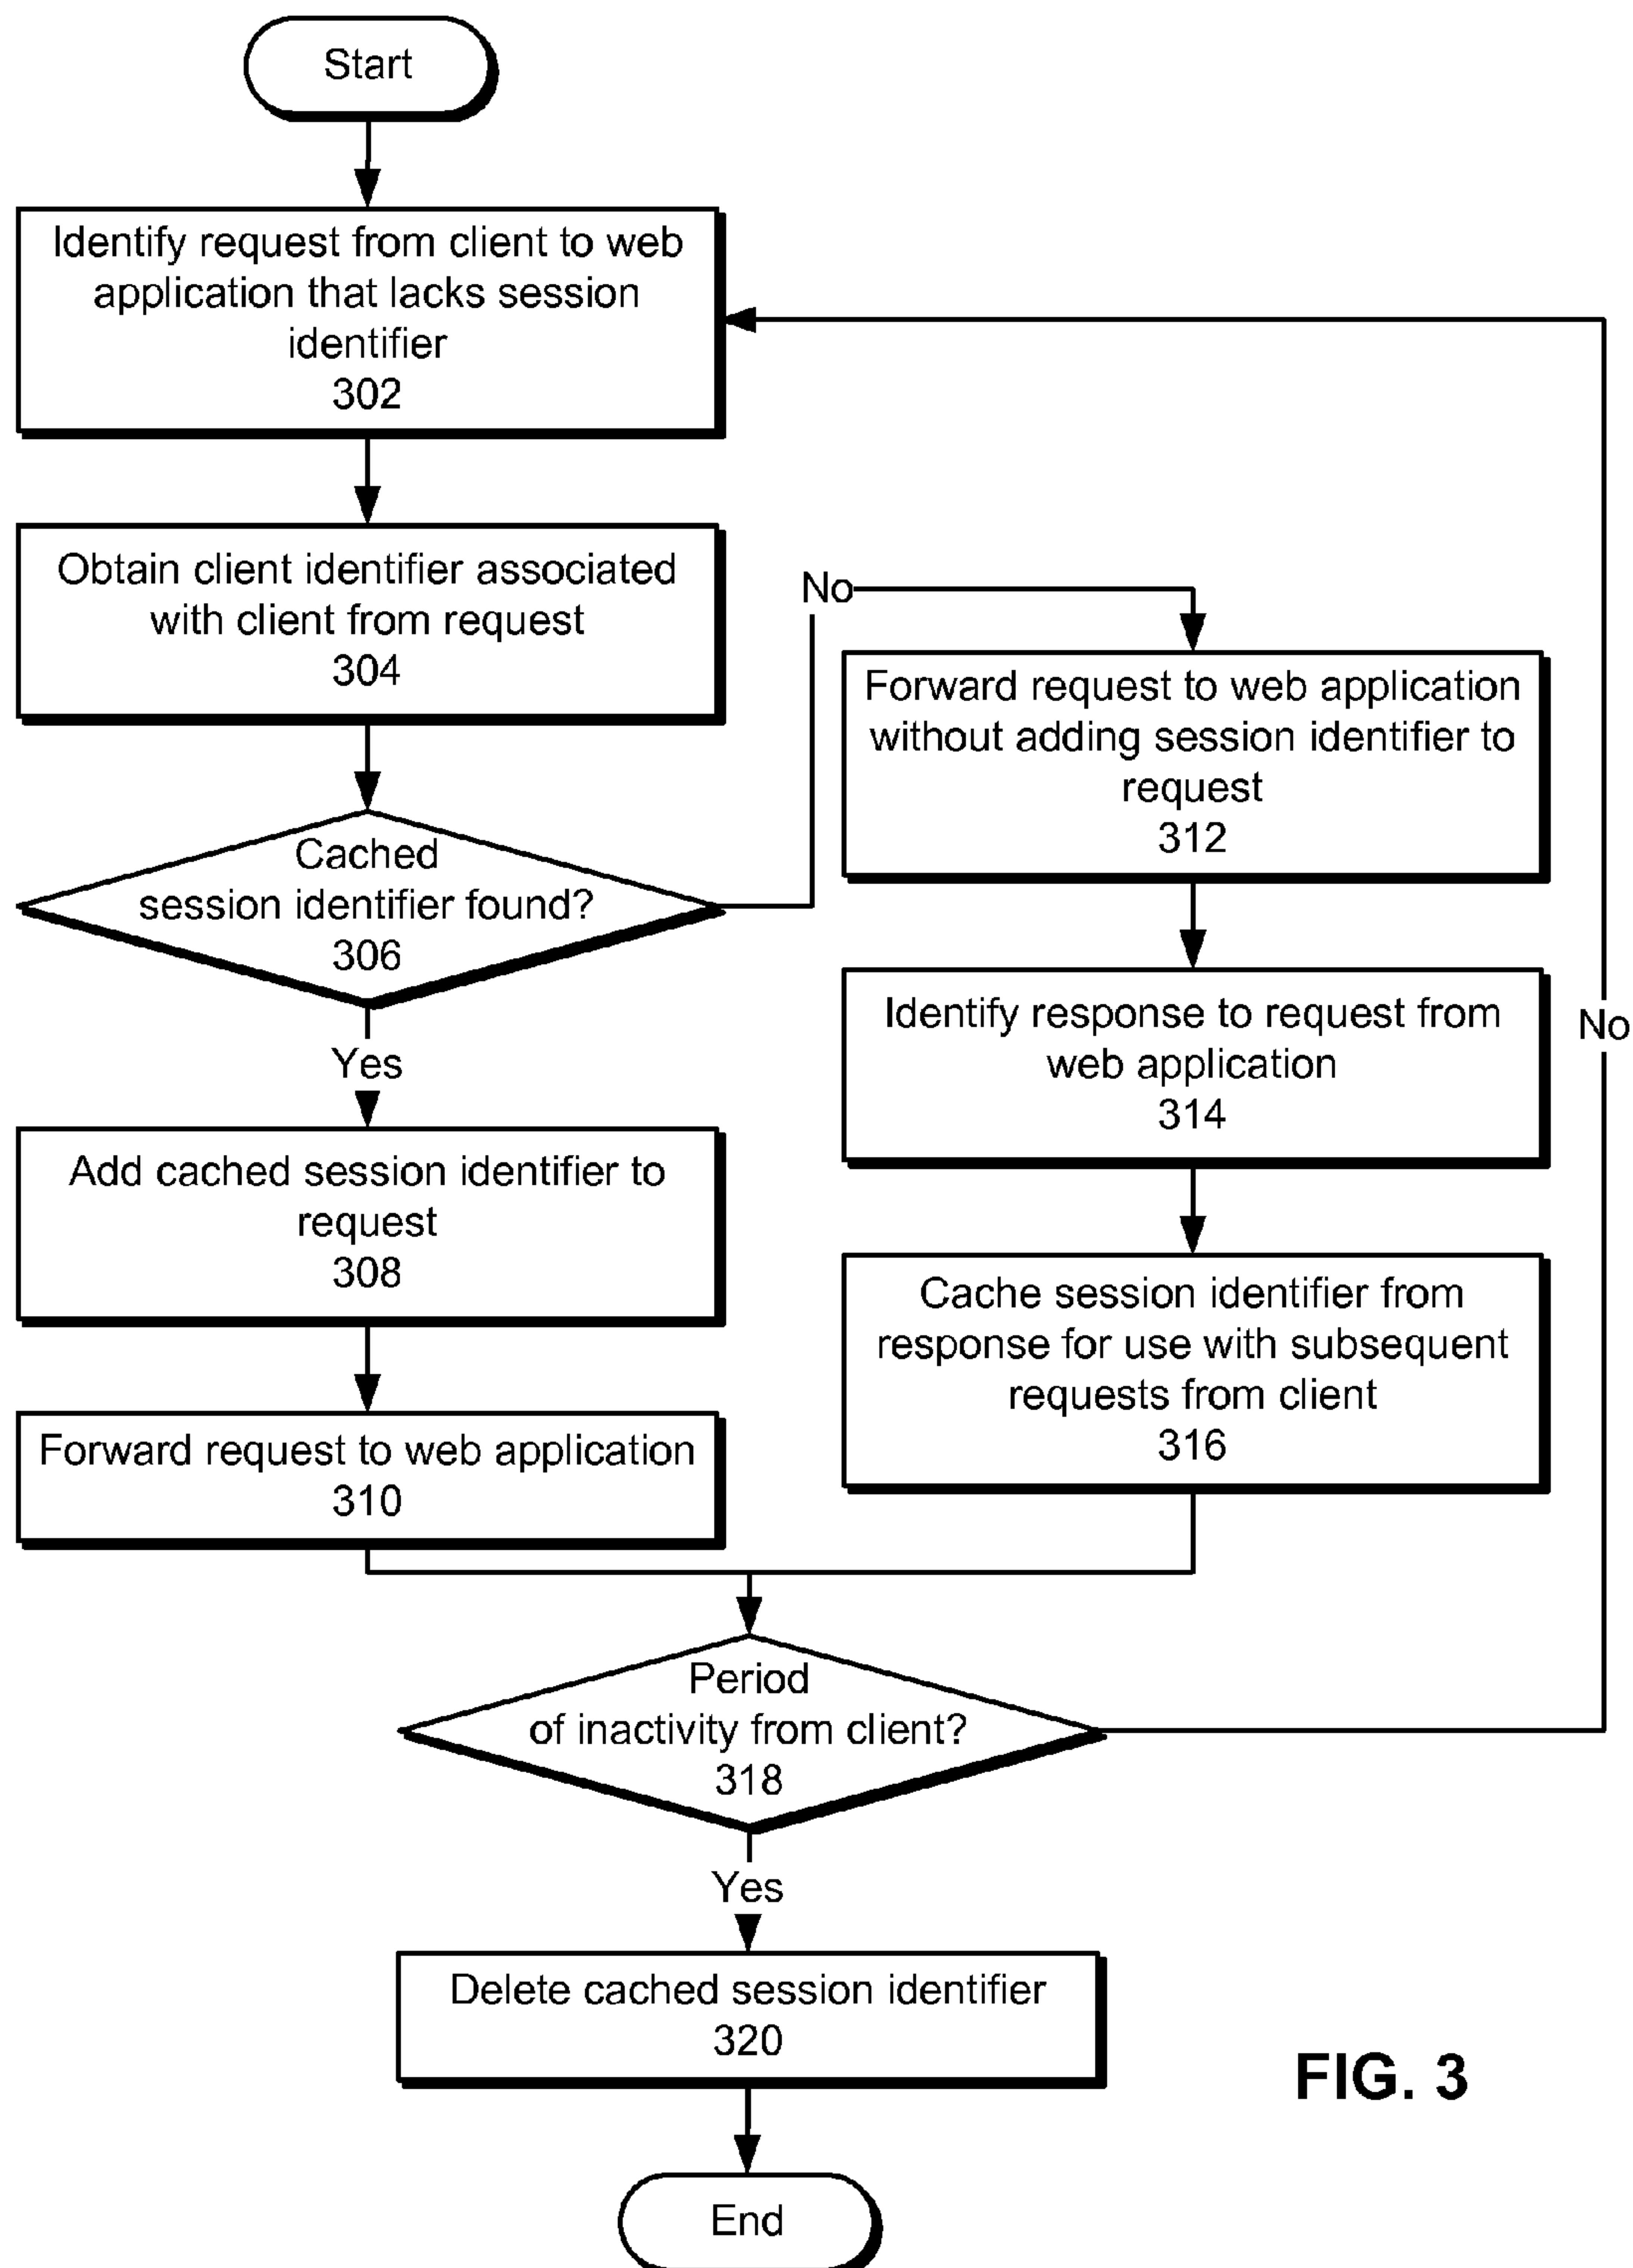 Start
Identify request from client to web
application that lacks session
identifier
302
Obtain client identifier associated
with client from request
304
Cached
session identifier found?
306
No
Yes
Add cached session identifier to
request
308
Forward request to web application
310
Forward request to web application
without adding session identifier to
request
312
Identify response to request from
web application
314
Cache session identifier from
response for use with subsequent
requests from client
316
Period
of inactivity from client?
318
No
Yes
Delete cached session identifier
320
End
FIG. 3